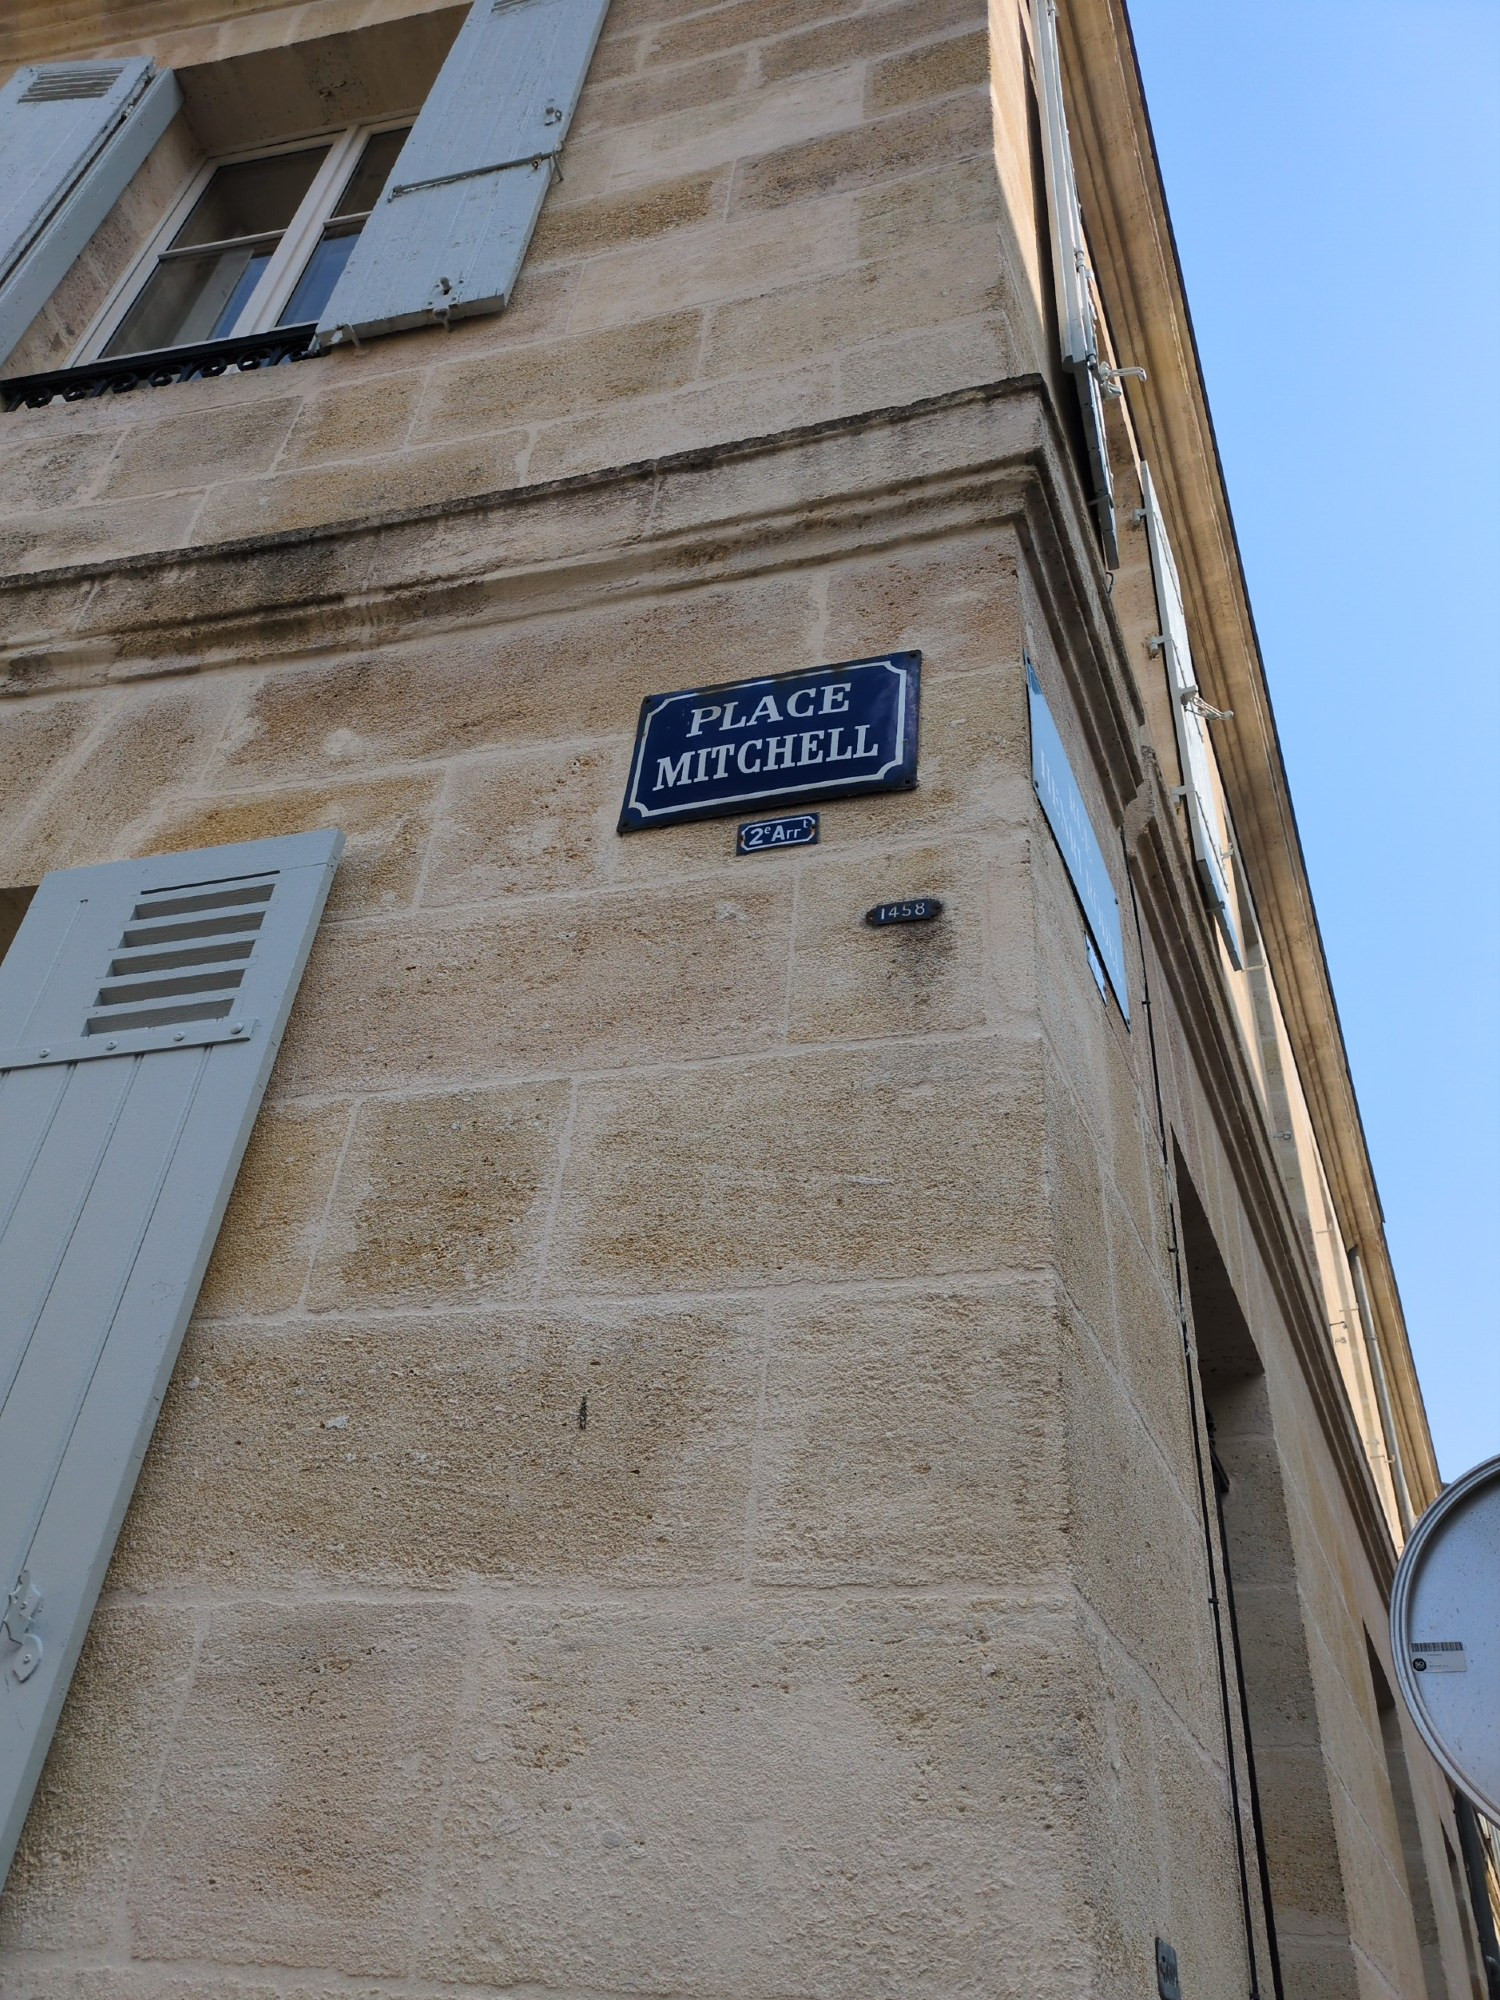 PLACE
MITCHELL
2e Arrt
1458